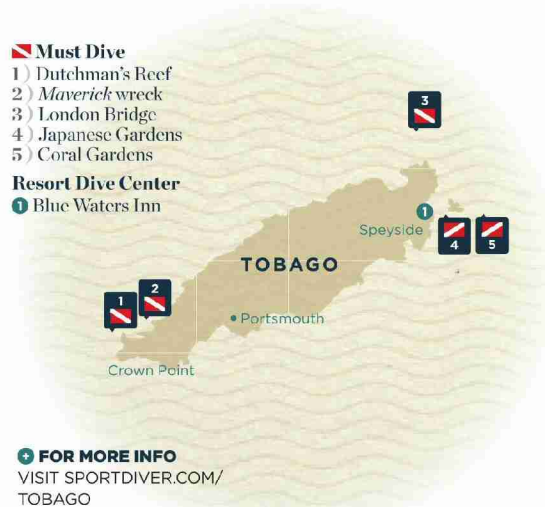 Must Dive
1 ) Dutchman's Reef
2 ) Maverick wreck
3 ) London Bridge
4 ) Japanese Gardens
5 ) Coral Gardens
Resort Dive Center
1 Blue Waters Inn
3
1
Speyside
4
5
TOBAGO
1
2
Portsmouth
Crown Point
+ FOR MORE INFO
VISIT SPORTDIVER.COM/
TOBAGO